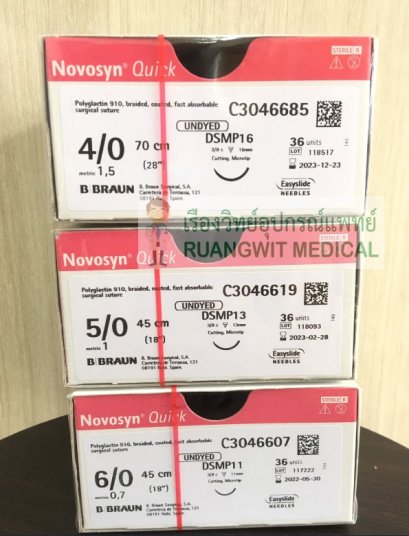 Novosyn® Quick
STERILE R
Polyglactin 910, braided, coated, fast absorbable
surgical suture
C3046685
UNDYED
4/0 70 cm DSMP16 36 units
metric 1,5 (28") 3/8 c 16mm LOT 118517
Cutting, Microtip 2023-12-23
B BRAUN B. Braun Surgical, S.A.
Carretera de Terrassa, 121
08191 Rubí, Spain
Easyslide
NEEDLES
เรืองวิทย์อุปกรณ์แพทย์
RUANGWIT MEDICAL
Novosyn® Quick
Polyglactin 910, braided, coated, fast absorbable
surgical suture
C3046619
UNDYED
5/0 45 cm DSMP13 36 units
metric 1 (18") 3/8 c 13mm LOT 118093
Cutting, Microtip 2023-02-28
B BRAUN B. Braun Surgical, S.A.
Carretera de Terrassa, 121
08191 Rubí, Spain
Easyslide
NEEDLES
Novosyn® Quick
STERILE R
Polyglactin 910, braided, coated, fast absorbable
surgical suture
C3046607
UNDYED
6/0 45 cm DSMP11 36 units
metric 0,7 (18") 3/8 c 11mm LOT 117222
Cutting, Microtip 2022-05-30
B BRAUN B. Braun Surgical, S.A.
Carretera de Terrassa, 121
08191 Rubí, Spain
Easyslide
NEEDLES